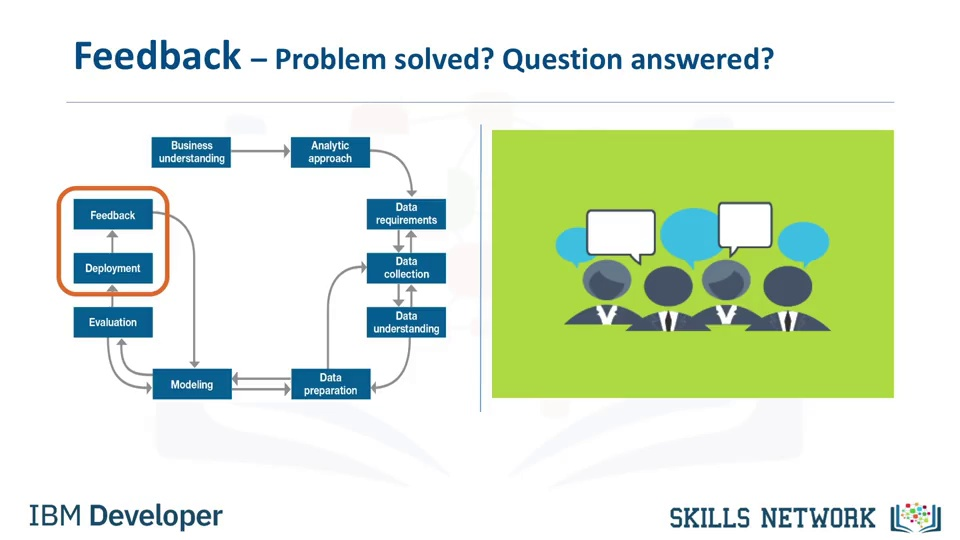 Feedback – Problem solved? Question answered?
Business
understanding
Analytic
approach
Feedback
Data
requirements
Deployment
Data
collection
Evaluation
Data
understanding
Modeling
Data
preparation
IBM Developer
SKILLS NETWORK